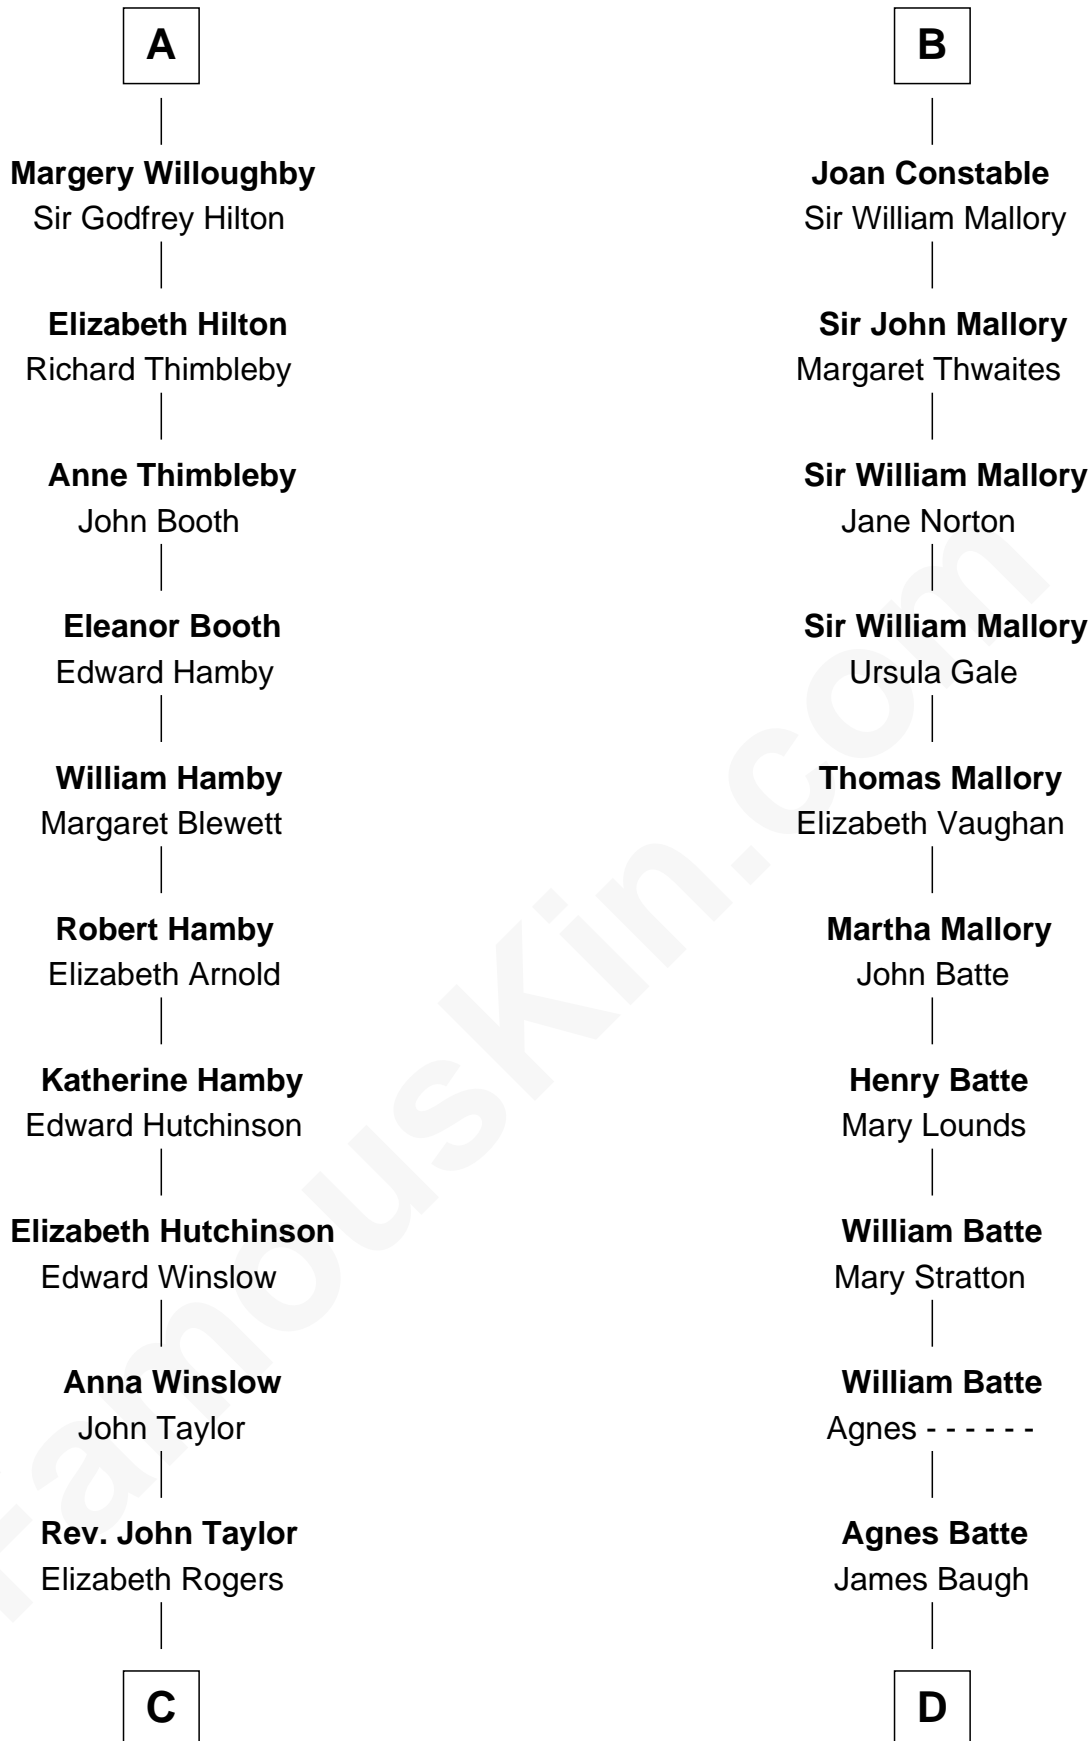 A
Margery Willoughby
Sir Godfrey Hilton
Elizabeth Hilton
Richard Thimbleby
Anne Thimbleby
John Booth
Eleanor Booth
Edward Hamby
William Hamby
Margaret Blewett
Robert Hamby
Elizabeth Arnold
Katherine Hamby
Edward Hutchinson
Elizabeth Hutchinson
Edward Winslow
Anna Winslow
John Taylor
Rev. John Taylor
Elizabeth Rogers
C
B
Joan Constable
Sir William Mallory
Sir John Mallory
Margaret Thwaites
Sir William Mallory
Jane Norton
Sir William Mallory
Ursula Gale
Thomas Mallory
Elizabeth Vaughan
Martha Mallory
John Batte
Henry Batte
Mary Lounds
William Batte
Mary Stratton
William Batte
Agnes - - - - - -
Agnes Batte
James Baugh
D
FamousKin.com